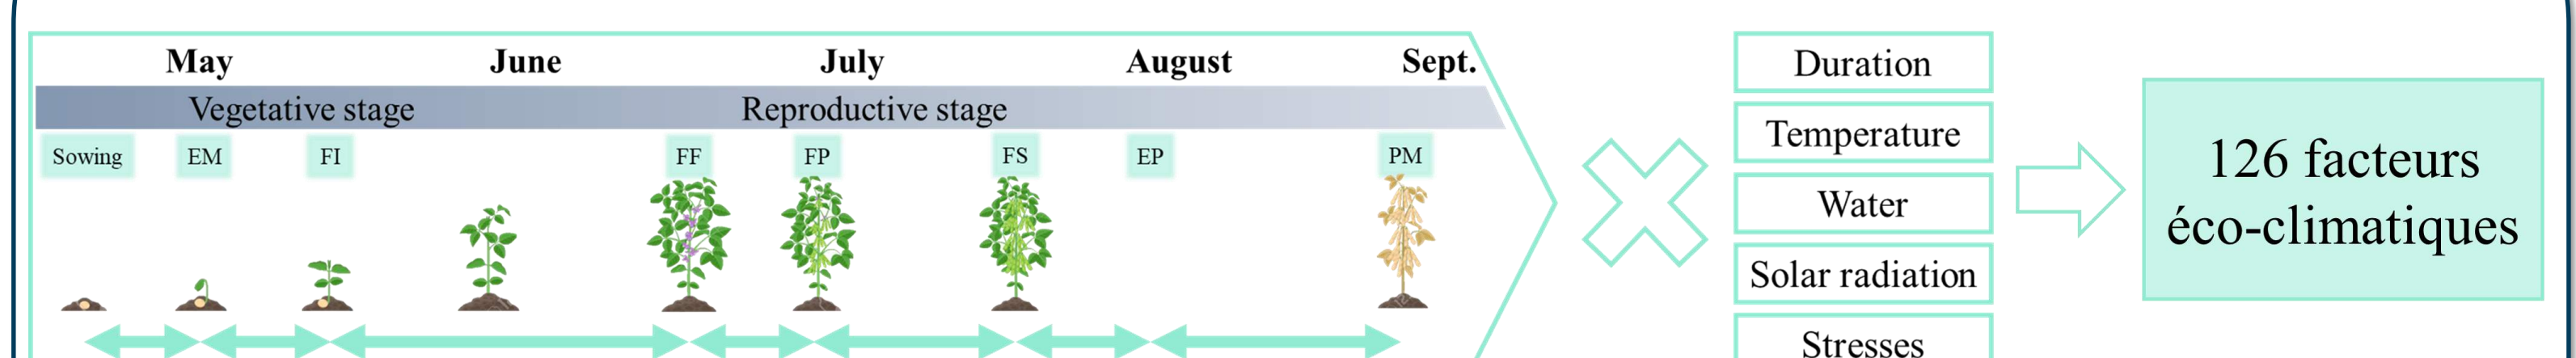 May June July August Sept.
Vegetative stage Reproductive stage
Sowing EM FI FF FP FS EP PM
Duration
Temperature
Water
Solar radiation
Stresses
126 facteurs
éco-climatiques